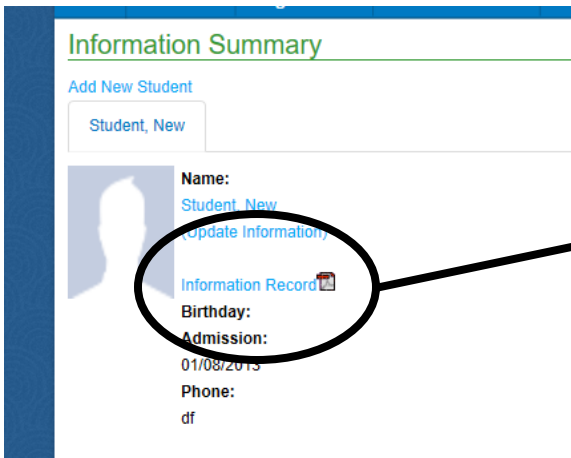 Information Summary
Add New Student
Student, New
Name:
Student, New
(Update Information)
Information Record
Birthday:
Admission:
01/08/2013
Phone:
df